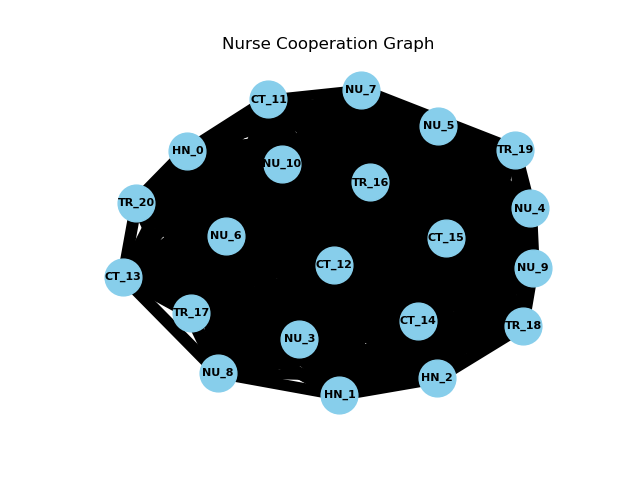 Nurse Cooperation Graph
NU_7
CT_11
NU_5
HN_0
TR_19
NU_10
TR_16
TR_20
NU_4
NU_6
CT_15
CT_12
NU_9
CT_13
TR_17
CT_14
TR_18
NU_3
NU_8
HN_2
HN_1